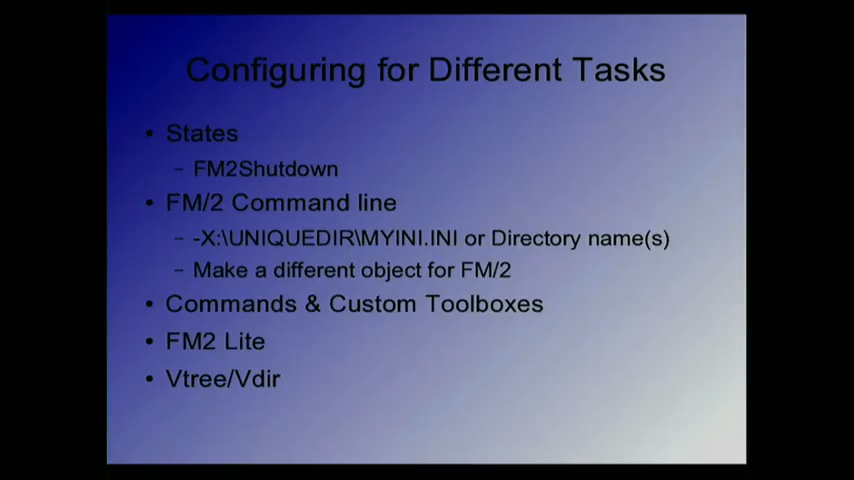 Configuring for Different Tasks
• States
– FM2Shutdown
• FM/2 Command line
– -X:\UNIQUEDIR\MYINI.INI or Directory name(s)
– Make a different object for FM/2
• Commands & Custom Toolboxes
• FM2 Lite
• Vtree/Vdir